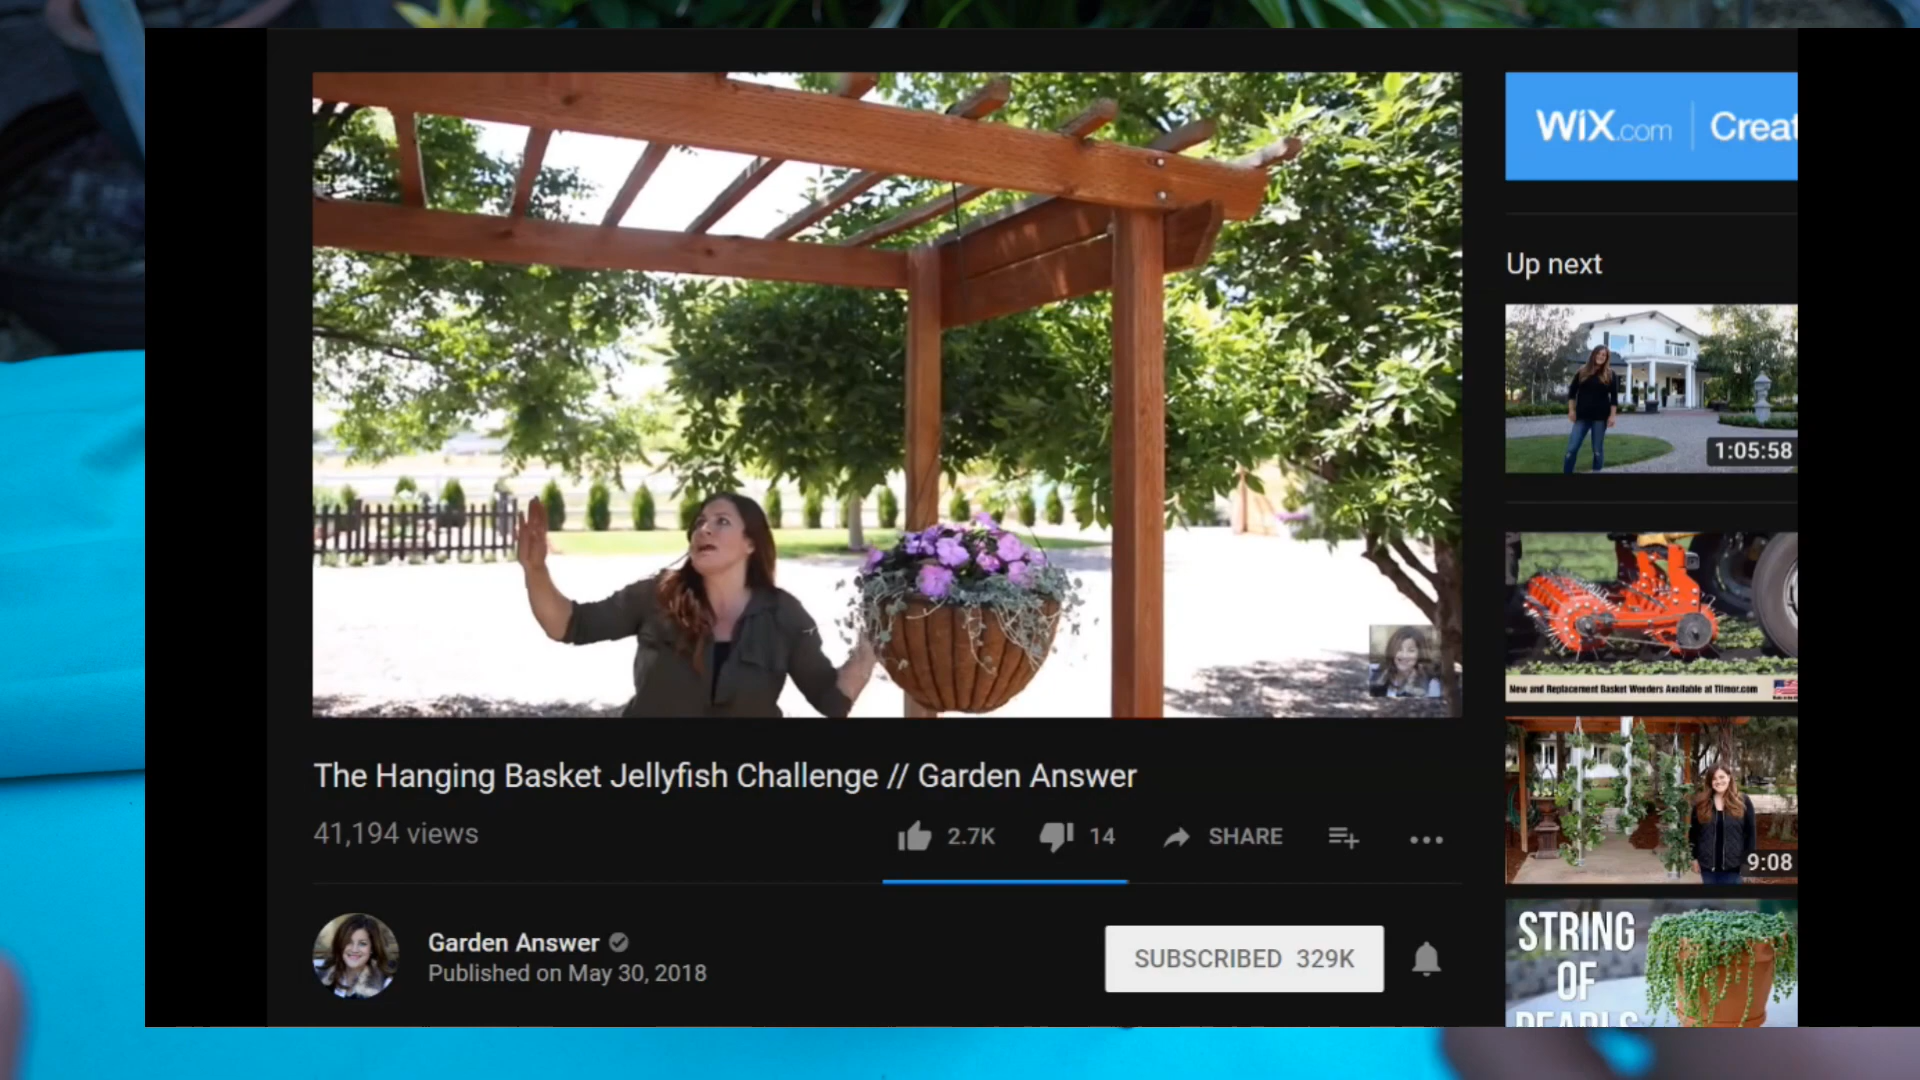 WiX.com | Creat
Up next
1:05:58
New and Replacement Basket Weeders Available at Tilmor.com
9:08
STRING
OF
PEARLS
The Hanging Basket Jellyfish Challenge // Garden Answer
41,194 views
2.7K
14
SHARE
Garden Answer
Published on May 30, 2018
SUBSCRIBED 329K